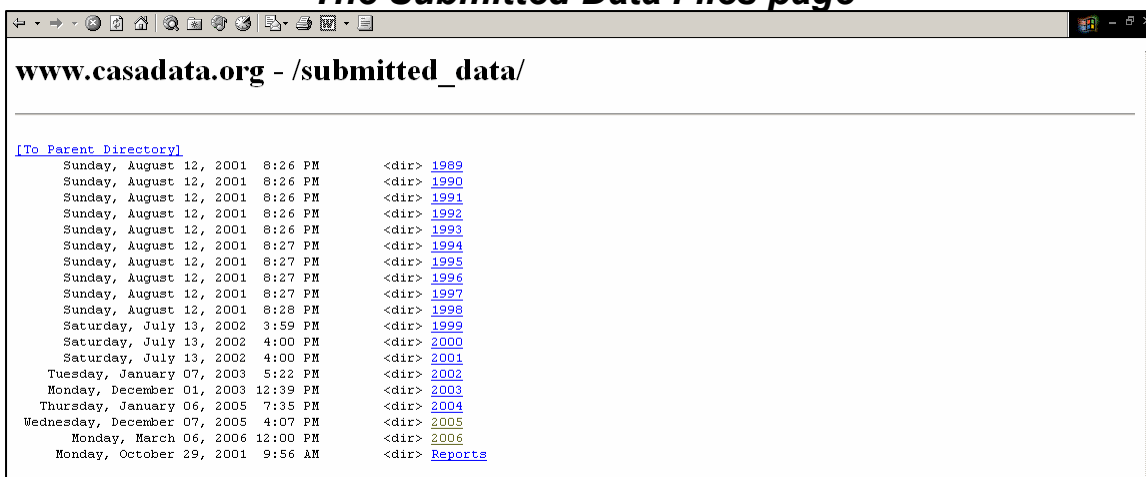 The Submitted Data Files page
www.casadata.org - /submitted_data/
[To Parent Directory]
Sunday, August 12, 2001 8:26 PM <dir> 1989
Sunday, August 12, 2001 8:26 PM <dir> 1990
Sunday, August 12, 2001 8:26 PM <dir> 1991
Sunday, August 12, 2001 8:26 PM <dir> 1992
Sunday, August 12, 2001 8:26 PM <dir> 1993
Sunday, August 12, 2001 8:27 PM <dir> 1994
Sunday, August 12, 2001 8:27 PM <dir> 1995
Sunday, August 12, 2001 8:27 PM <dir> 1996
Sunday, August 12, 2001 8:27 PM <dir> 1997
Sunday, August 12, 2001 8:28 PM <dir> 1998
Saturday, July 13, 2002 3:59 PM <dir> 1999
Saturday, July 13, 2002 4:00 PM <dir> 2000
Saturday, July 13, 2002 4:00 PM <dir> 2001
Tuesday, January 07, 2003 5:22 PM <dir> 2002
Monday, December 01, 2003 12:39 PM <dir> 2003
Thursday, January 06, 2005 7:35 PM <dir> 2004
Wednesday, December 07, 2005 4:07 PM <dir> 2005
Monday, March 06, 2006 12:00 PM <dir> 2006
Monday, October 29, 2001 9:56 AM <dir> Reports